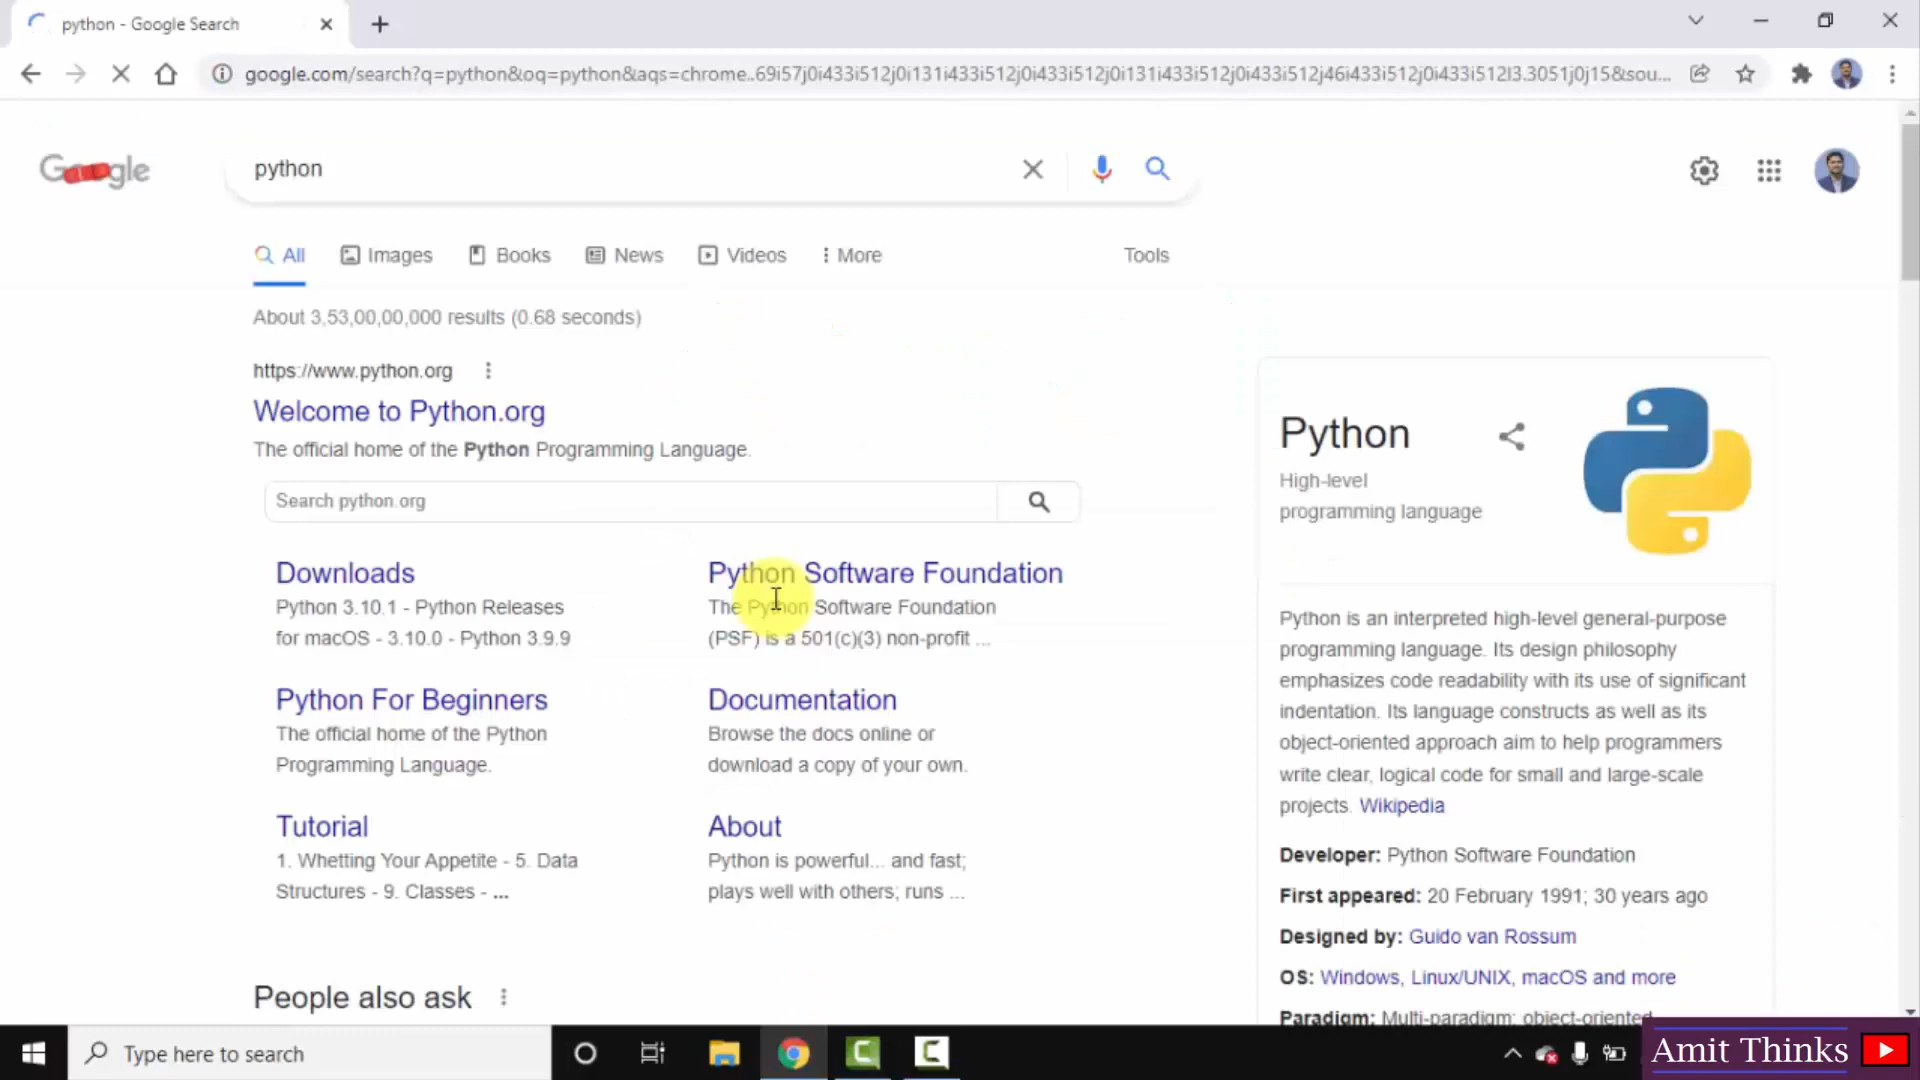 python - Google Search
google.com/search?q=python&oq=python&aqs=chrome..69i57j0i433i512j0i131i433i512j0i433i512j0i131i433i512j0i433i512j46i433i512j0i433i512l3.3051j0j15&sou...
Google
python
All
Images
Books
News
Videos
More
Tools
About 3,53,00,00,000 results (0.68 seconds)
https://www.python.org
Welcome to Python.org
The official home of the Python Programming Language.
Search python.org
Downloads
Python 3.10.1 - Python Releases
for macOS - 3.10.0 - Python 3.9.9
Python Software Foundation
The Python Software Foundation
(PSF) is a 501(c)(3) non-profit ...
Python For Beginners
The official home of the Python
Programming Language.
Documentation
Browse the docs online or
download a copy of your own.
Tutorial
1. Whetting Your Appetite - 5. Data
Structures - 9. Classes - ...
About
Python is powerful... and fast;
plays well with others; runs ...
People also ask
Python
High-level
programming language
Python is an interpreted high-level general-purpose
programming language. Its design philosophy
emphasizes code readability with its use of significant
indentation. Its language constructs as well as its
object-oriented approach aim to help programmers
write clear, logical code for small and large-scale
projects. Wikipedia
Developer: Python Software Foundation
First appeared: 20 February 1991; 30 years ago
Designed by: Guido van Rossum
OS: Windows, Linux/UNIX, macOS and more
Paradigm: Multi-paradigm: object-oriented
Type here to search
Amit Thinks